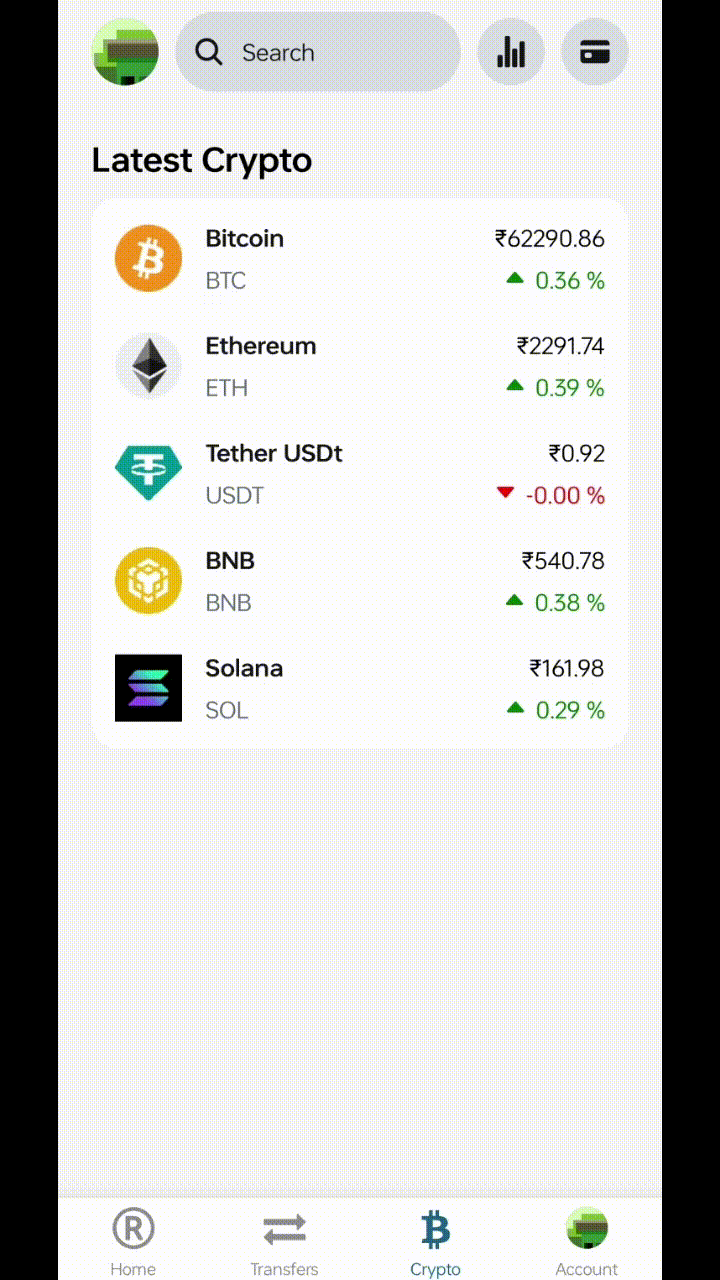 Search
Latest Crypto
Bitcoin ₹62290.86
BTC ▲ 0.36 %
Ethereum ₹2291.74
ETH ▲ 0.39 %
Tether USDt ₹0.92
USDT ▼ -0.00 %
BNB ₹540.78
BNB ▲ 0.38 %
Solana ₹161.98
SOL ▲ 0.29 %
Home Transfers Crypto Account